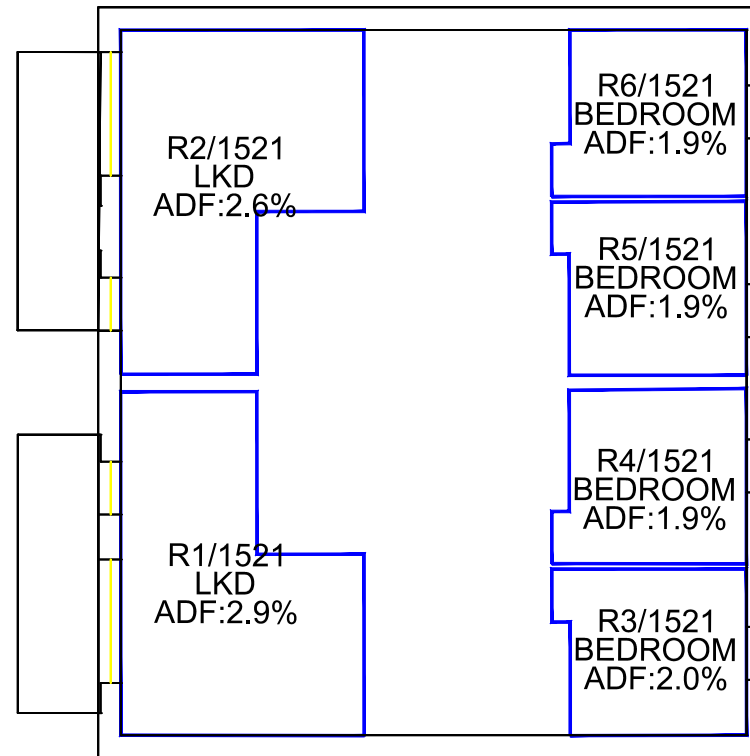 R2/1521
LKD
ADF:2.6%
R6/1521
BEDROOM
ADF:1.9%
R5/1521
BEDROOM
ADF:1.9%
R1/1521
LKD
ADF:2.9%
R4/1521
BEDROOM
ADF:1.9%
R3/1521
BEDROOM
ADF:2.0%